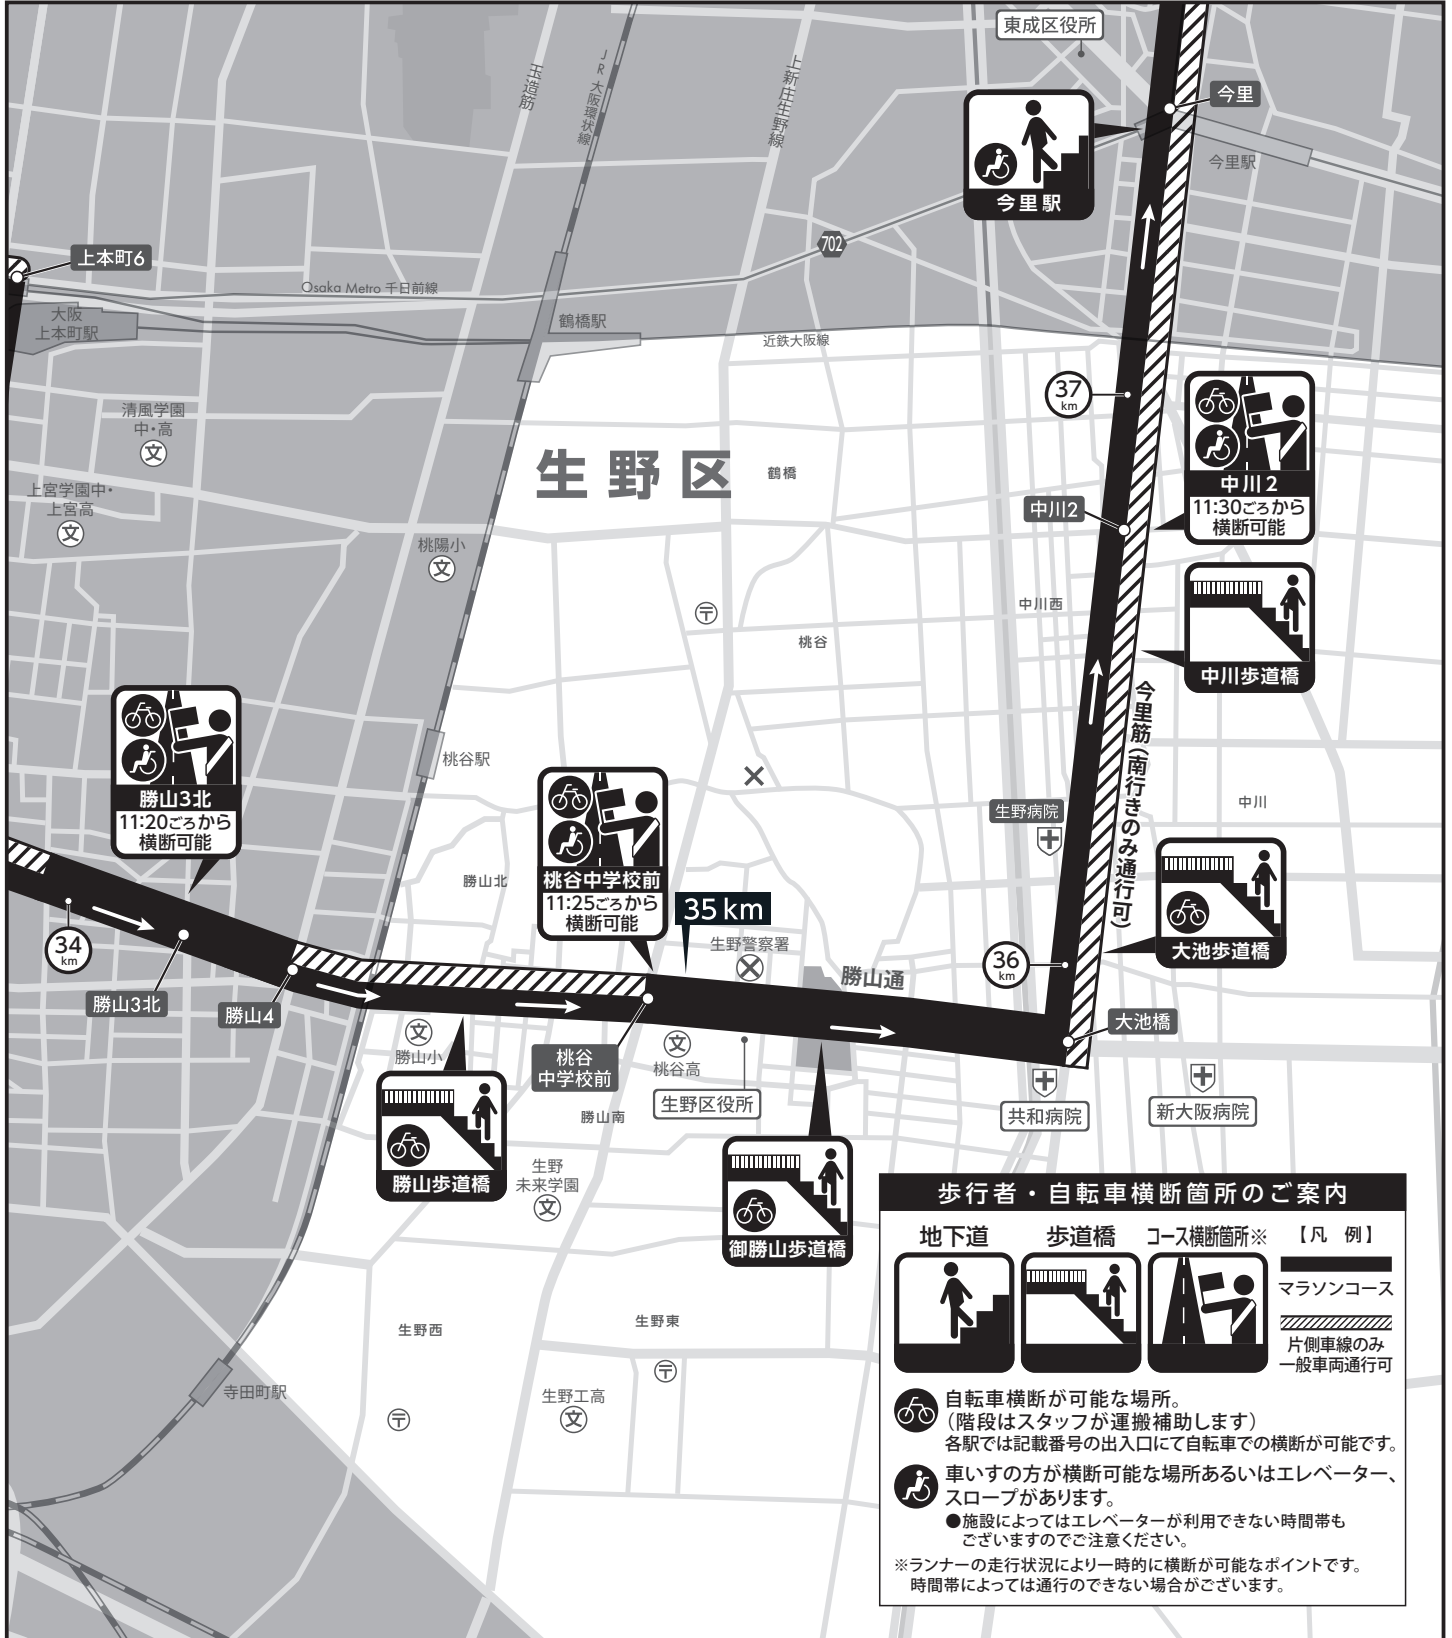 東成区役所
玉造筋
JR大阪環状線
上新庄生野線
今里
今里駅
今里駅
702
上本町6
Osaka Metro 千日前線
大阪
上本町駅
鶴橋駅
近鉄大阪線
37
km
清風学園
中・高
文
中川2
11:30ごろから
横断可能
生野区
鶴橋
上宮学園中・
上宮高
文
中川2
桃陽小
文
中川西
〒
桃谷
中川歩道橋
今里筋(南行きのみ通行可)
桃谷駅
勝山3北
11:20ごろから
横断可能
中川
生野病院
勝山北
桃谷中学校前
11:25ごろから
横断可能
35km
34
km
生野警察署
勝山通
36
km
大池歩道橋
勝山3北
勝山4
大池橋
文
勝山小
桃谷
中学校前
文
桃谷高
生野区役所
共和病院
新大阪病院
勝山南
勝山歩道橋
生野
未来学園
文
御勝山歩道橋
歩行者・自転車横断箇所のご案内
地下道
歩道橋
コース横断箇所※
【凡 例】
マラソンコース
片側車線のみ
一般車両通行可
生野西
生野東
〒
寺田町駅
〒
生野工高
文
自転車横断が可能な場所。
(階段はスタッフが運搬補助します)
各駅では記載番号の出入口にて自転車での横断が可能です。
車いすの方が横断可能な場所あるいはエレベーター、
スロープがあります。
●施設によってはエレベーターが利用できない時間帯も
ございますのでご注意ください。
※ランナーの走行状況により一時的に横断が可能なポイントです。
時間帯によっては通行のできない場合がございます。